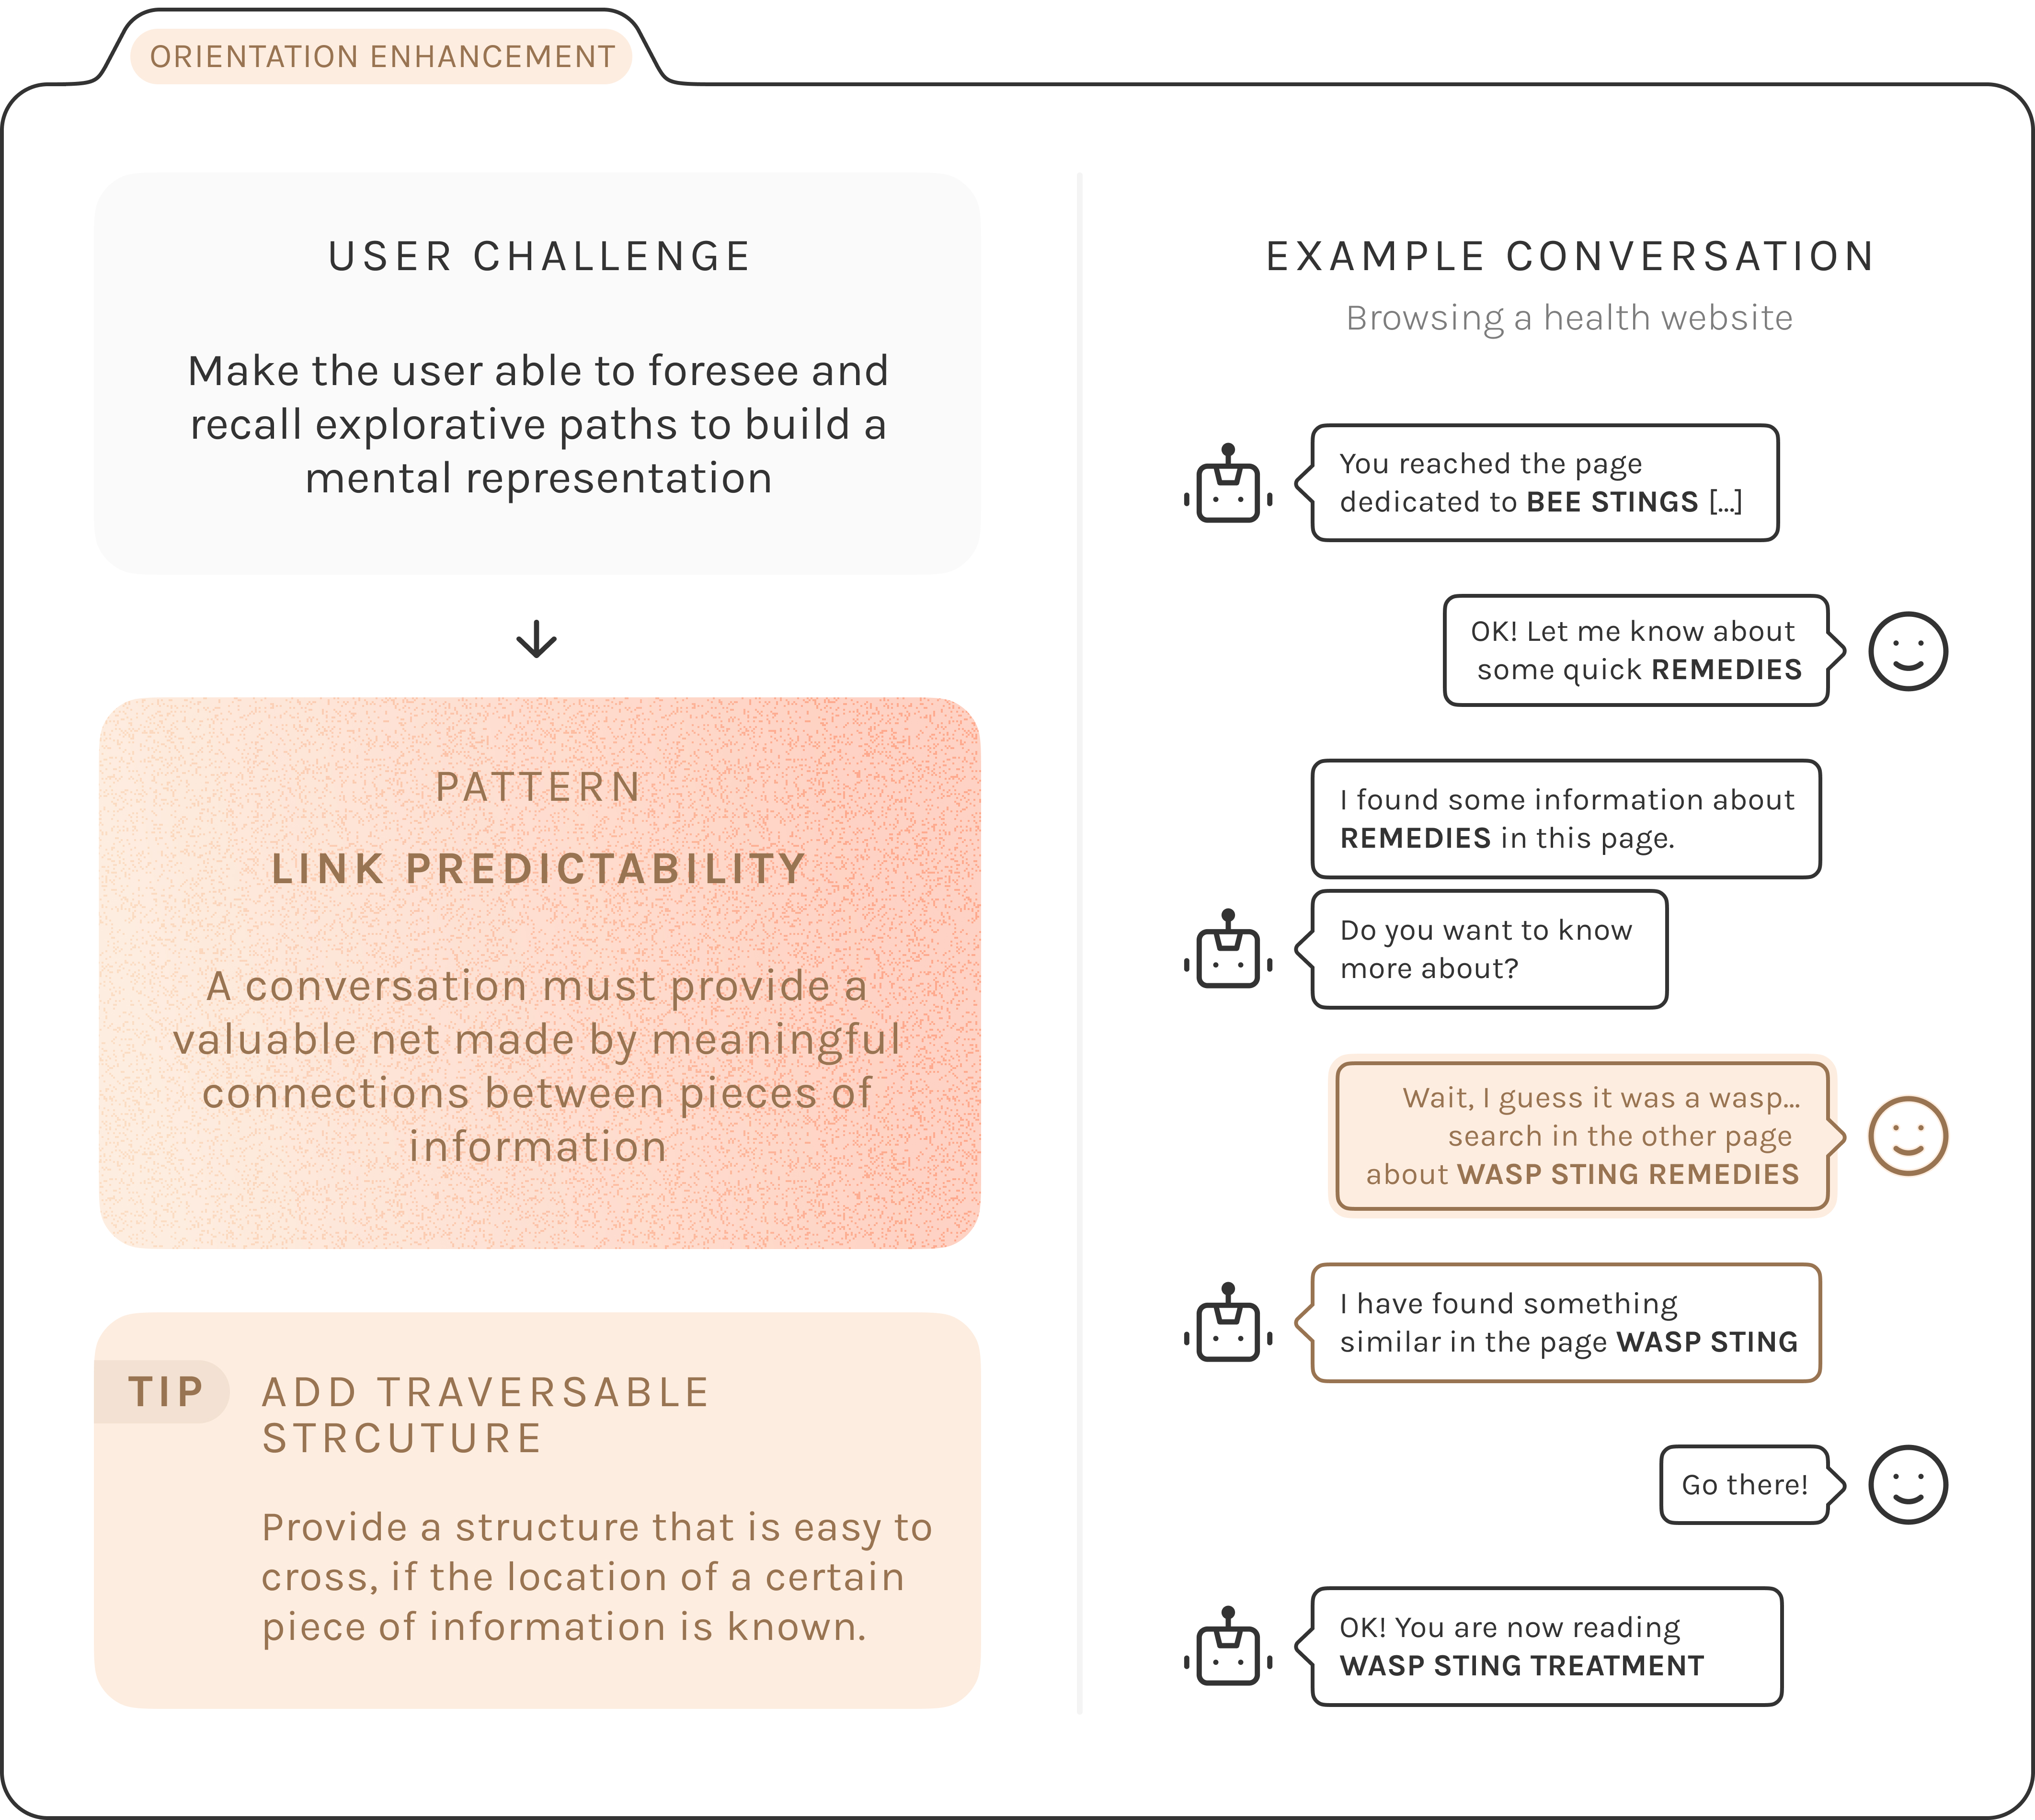 ORIENTATION ENHANCEMENT
USER CHALLENGE
Make the user able to foresee and
recall explorative paths to build a
mental representation
PATTERN
LINK PREDICTABILITY
A conversation must provide a
valuable net made by meaningful
connections between pieces of
information
TIP
ADD TRAVERSABLE
STRCUTURE
Provide a structure that is easy to
cross, if the location of a certain
piece of information is known.
EXAMPLE CONVERSATION
Browsing a health website
You reached the page
dedicated to BEE STINGS [...]
OK! Let me know about
some quick REMEDIES
I found some information about
REMEDIES in this page.
Do you want to know
more about?
Wait, I guess it was a wasp...
search in the other page
about WASP STING REMEDIES
I have found something
similar in the page WASP STING
Go there!
OK! You are now reading
WASP STING TREATMENT